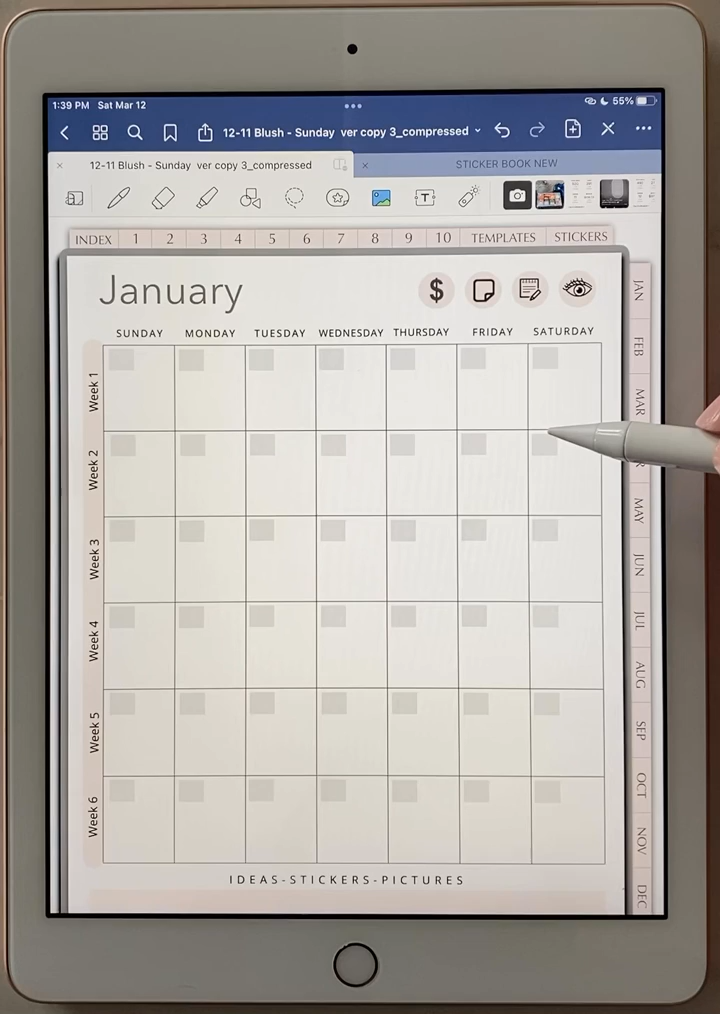 1:39 PM Sat Mar 12
55%
12-11 Blush - Sunday ver copy 3_compressed
12-11 Blush - Sunday ver copy 3_compressed
STICKER BOOK NEW
T
INDEX 1 2 3 4 5 6 7 8 9 10 TEMPLATES STICKERS
January
$
SUNDAY MONDAY TUESDAY WEDNESDAY THURSDAY FRIDAY SATURDAY
Week 1
Week 2
Week 3
Week 4
Week 5
Week 6
IDEAS-STICKERS-PICTURES
JAN
FEB
MAR
MAY
JUN
JUL
AUG
SEP
OCT
NOV
DEC